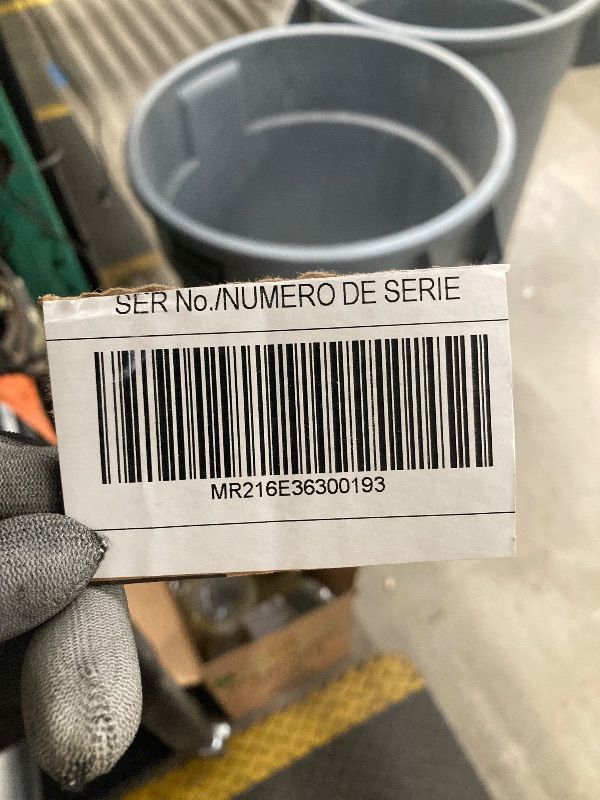 SER No./NUMERO DE SERIE
MR216E36300193